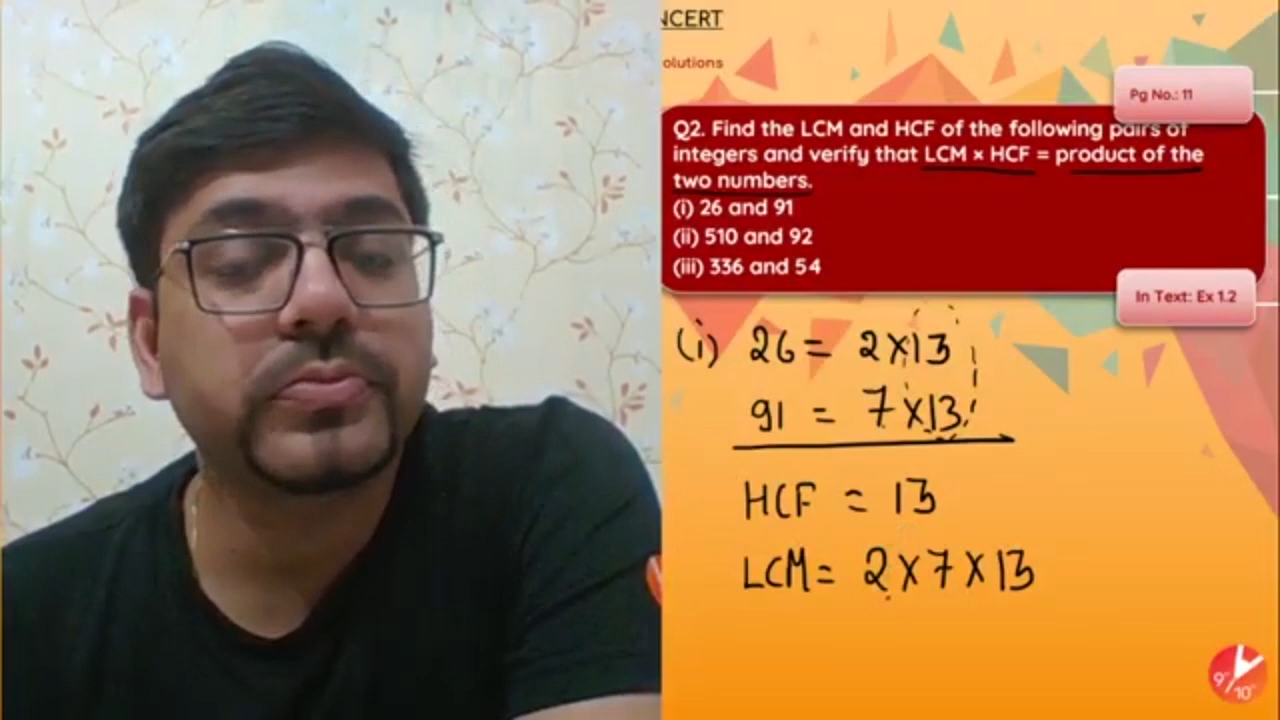 NCERT
olutions
Pg No.: 11
Q2. Find the LCM and HCF of the following pairs of
integers and verify that LCM × HCF = product of the
two numbers.
(i) 26 and 91
(ii) 510 and 92
(iii) 336 and 54
In Text: Ex 1.2
(i) 26 = 2×13
91 = 7×13
HCF = 13
LCM = 2×7×13
9 10